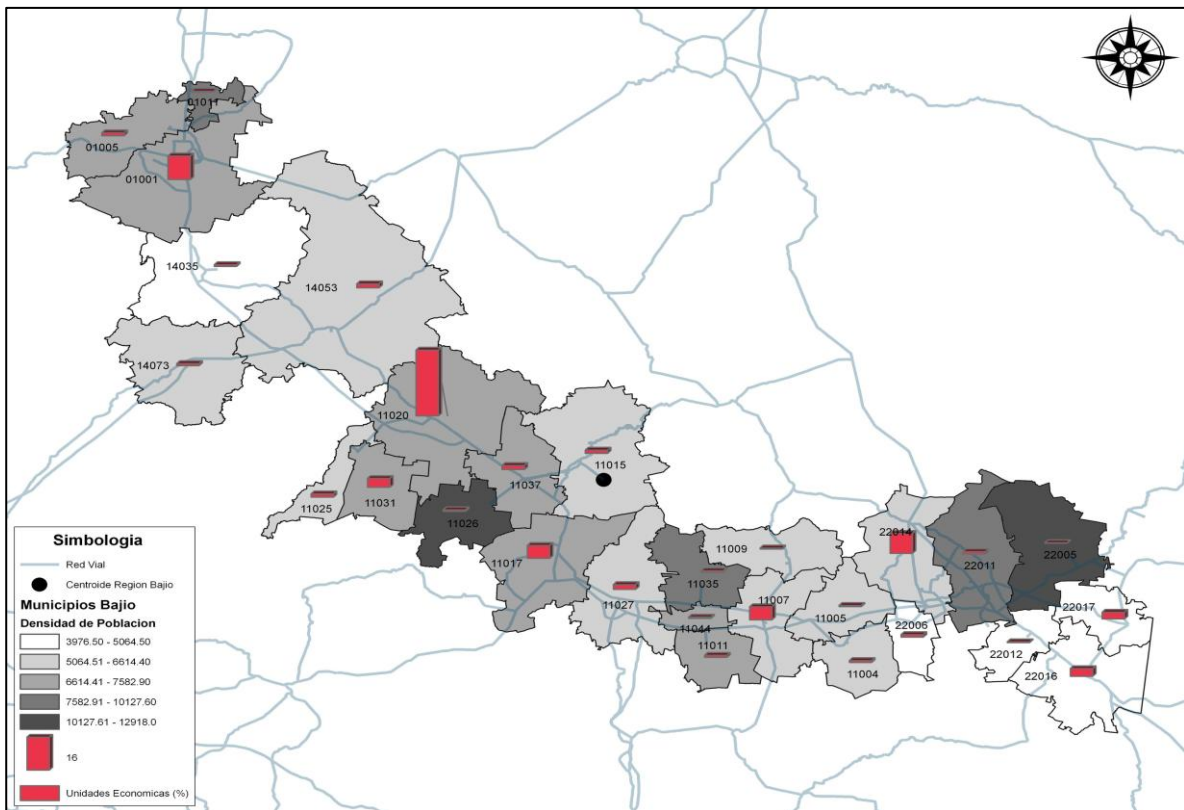 01011
01005
01001
14035
14053
14073
11020
11015
11037
11031
11025
11026
11017
11009
22014
22011
22005
11035
11027
11007
11005
11044
22006
22017
11011
22012
11004
22016
Simbologia
Red Vial
Centroide Region Bajio
Municipios Bajio
Densidad de Poblacion
3976.50 - 5064.50
5064.51 - 6614.40
6614.41 - 7582.90
7582.91 - 10127.60
10127.61 - 12918.0
16
Unidades Economicas (%)